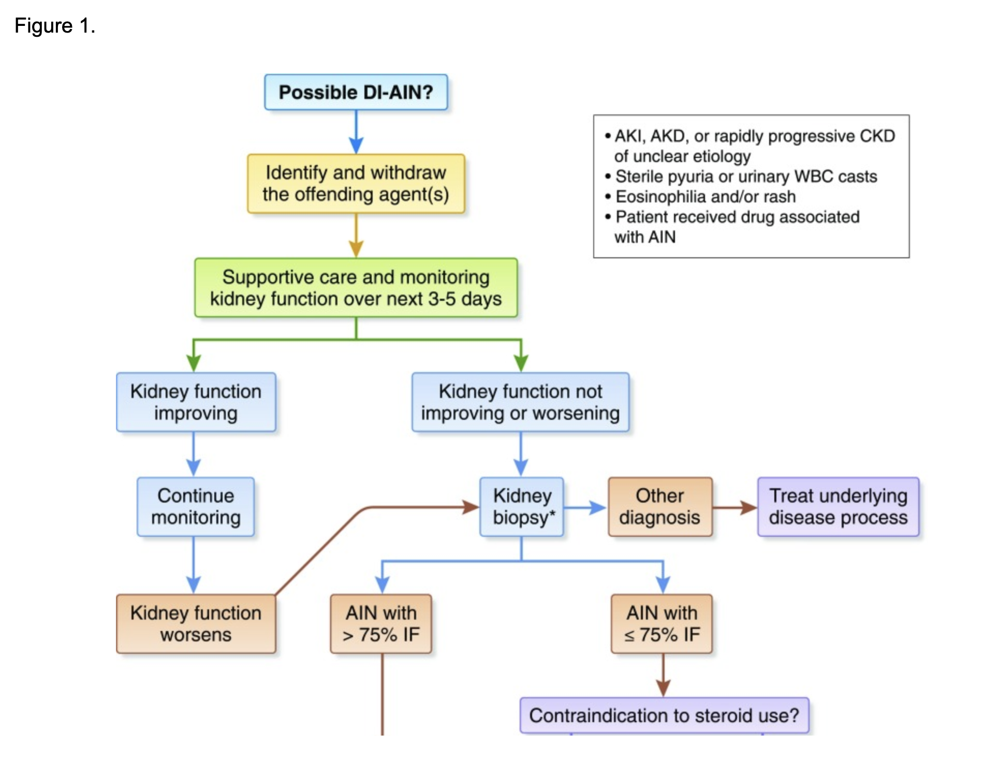 Figure 1.
Possible DI-AIN?
• AKI, AKD, or rapidly progressive CKD
of unclear etiology
• Sterile pyuria or urinary WBC casts
• Eosinophilia and/or rash
• Patient received drug associated
with AIN
Identify and withdraw
the offending agent(s)
Supportive care and monitoring
kidney function over next 3-5 days
Kidney function
improving
Kidney function not
improving or worsening
Continue
monitoring
Kidney
biopsy*
Other
diagnosis
Treat underlying
disease process
Kidney function
worsens
AIN with
> 75% IF
AIN with
≤ 75% IF
Contraindication to steroid use?